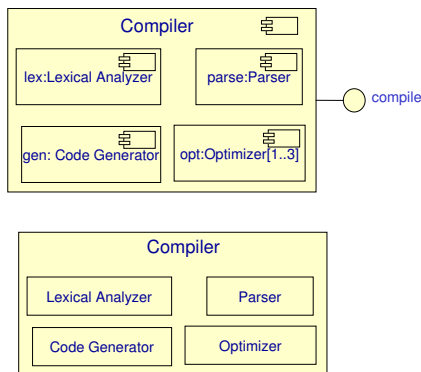 Compiler
lex:Lexical Analyzer
parse:Parser
compile
gen: Code Generator
opt:Optimizer[1..3]
Compiler
Lexical Analyzer
Parser
Code Generator
Optimizer